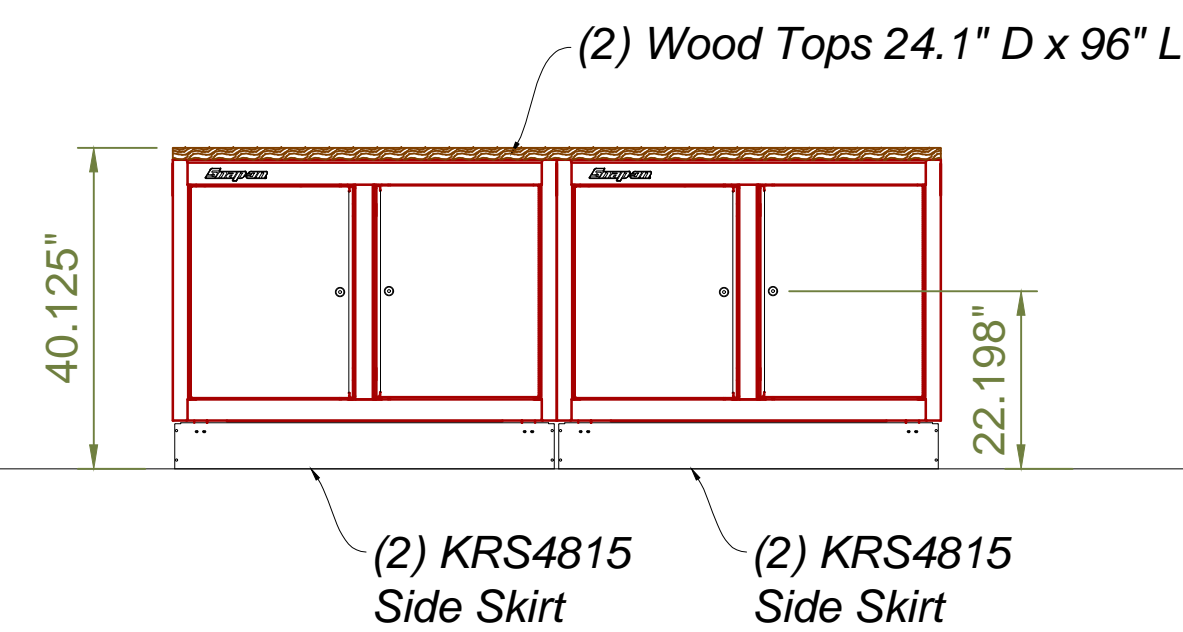 (2) Wood Tops 24.1" D x 96" L
Snap-on
Snap-on
40.125"
22.198"
(2) KRS4815
Side Skirt
(2) KRS4815
Side Skirt